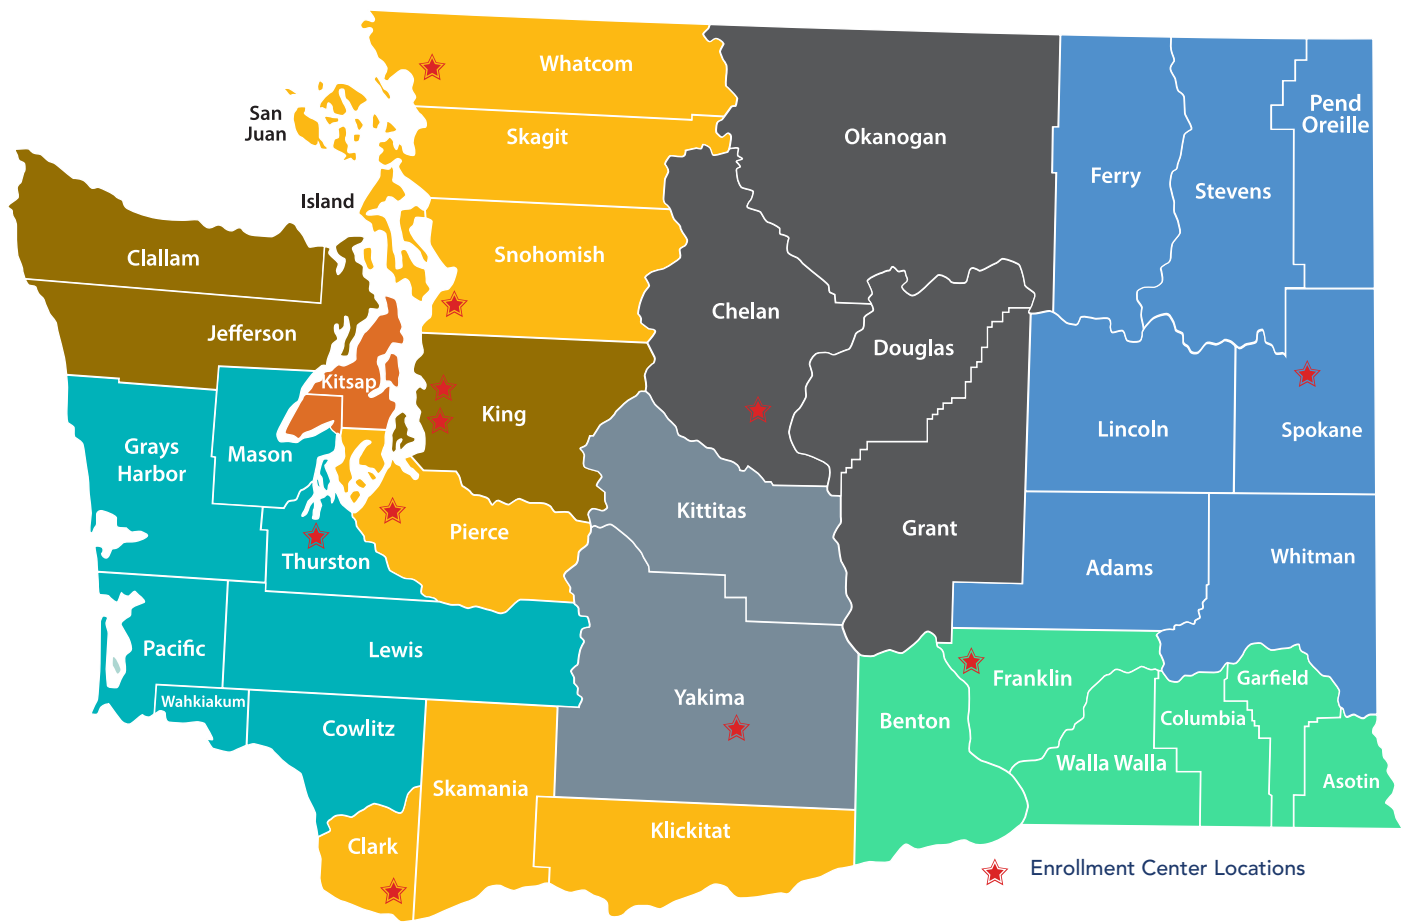 Whatcom
San
Juan
Skagit
Okanogan
Pend
Oreille
Ferry
Stevens
Island
Clallam
Snohomish
Jefferson
Chelan
Douglas
Kitsap
King
Lincoln
Spokane
Grays
Harbor
Mason
Kittitas
Grant
Pierce
Thurston
Adams
Whitman
Pacific
Lewis
Wahkiakum
Yakima
Franklin
Garfield
Benton
Columbia
Cowlitz
Walla Walla
Asotin
Skamania
Klickitat
Clark
Enrollment Center Locations